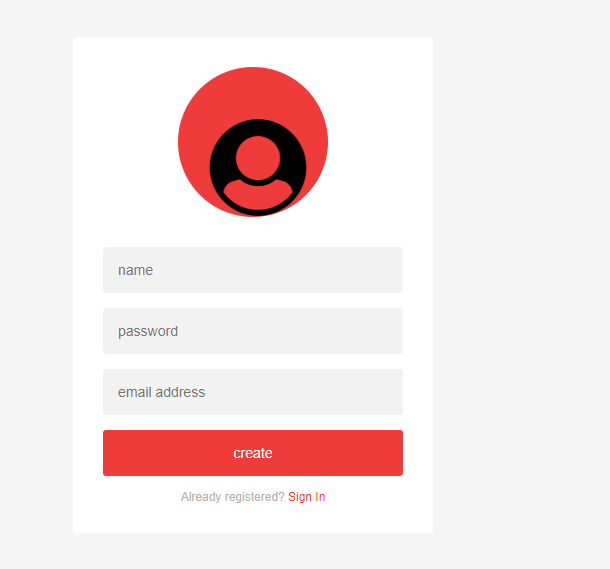 name
password
email address
create
Already registered? Sign In